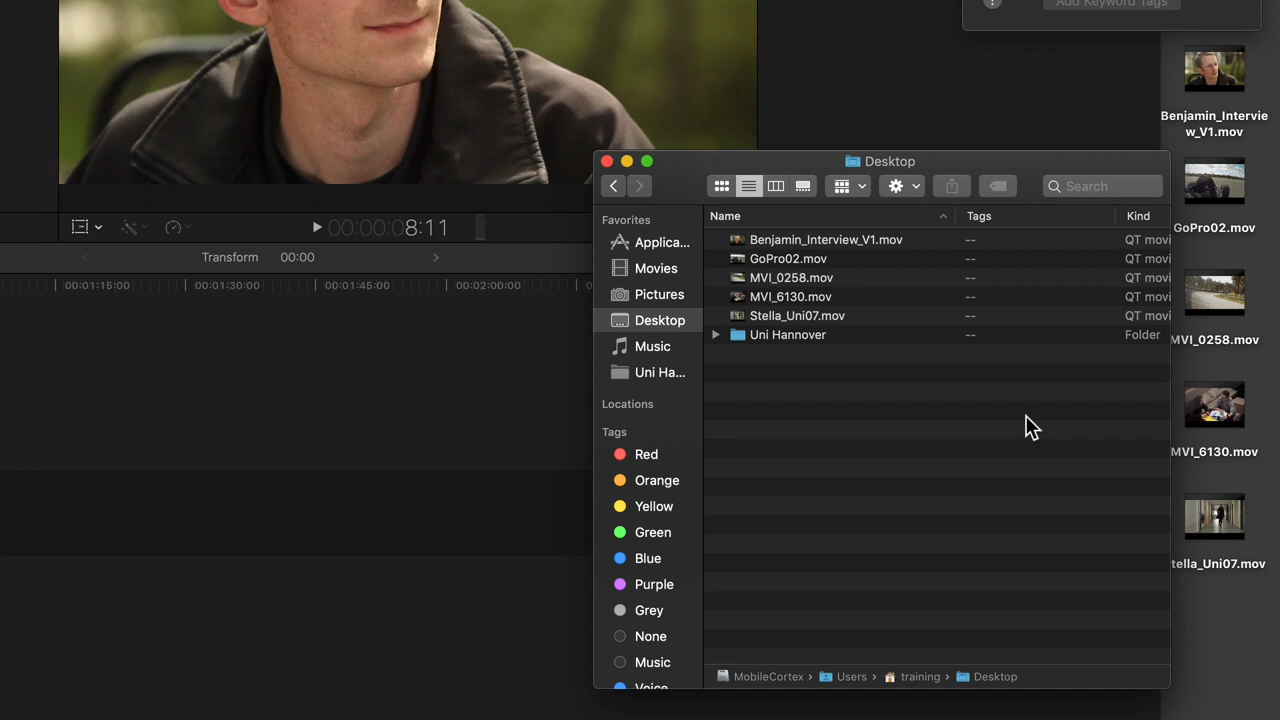 Add Keyword Tags
Benjamin_Intervie
w_V1.mov
GoPro02.mov
MVI_0258.mov
MVI_6130.mov
tella_Uni07.mov
00:00:08:11
Transform 00:00
00:01:15:00 00:01:30:00 00:01:45:00 00:02:00:00 0
Desktop
Search
Favorites
Applica...
Movies
Pictures
Desktop
Music
Uni Ha...
Locations
Tags
Red
Orange
Yellow
Green
Blue
Purple
Grey
None
Music
Voice
Name Tags Kind
Benjamin_Interview_V1.mov -- QT movi
GoPro02.mov -- QT movi
MVI_0258.mov -- QT movi
MVI_6130.mov -- QT movi
Stella_Uni07.mov -- QT movi
Uni Hannover -- Folder
MobileCortex › Users › training › Desktop